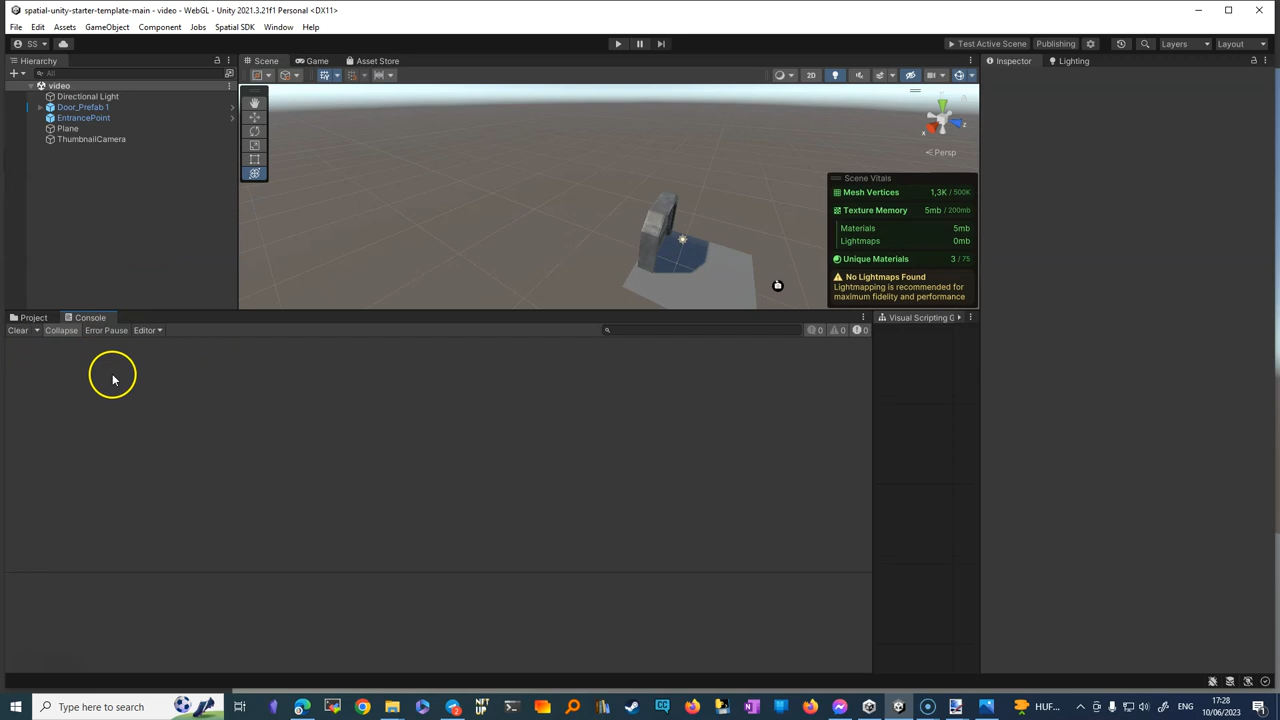 spatial-unity-starter-template-main - video - WebGL - Unity 2021.3.21f1 Personal <DX11>
File Edit Assets GameObject Component Jobs Spatial SDK Window Help
SS Test Active Scene Publishing Layers Layout
Hierarchy Scene Game Asset Store Inspector Lighting
All 2D
video
Directional Light
Door_Prefab 1
EntrancePoint
Plane
ThumbnailCamera
x z
Persp
Scene Vitals
Mesh Vertices 1,3K / 500K
Texture Memory 5mb / 200mb
Materials 5mb
Lightmaps 0mb
Unique Materials 3 / 75
No Lightmaps Found
Lightmapping is recommended for
maximum fidelity and performance
Project Console Visual Scripting G
Clear Collapse Error Pause Editor 0 0 0
Type here to search NFT UP CC HUF... 17:28
10/06/2023